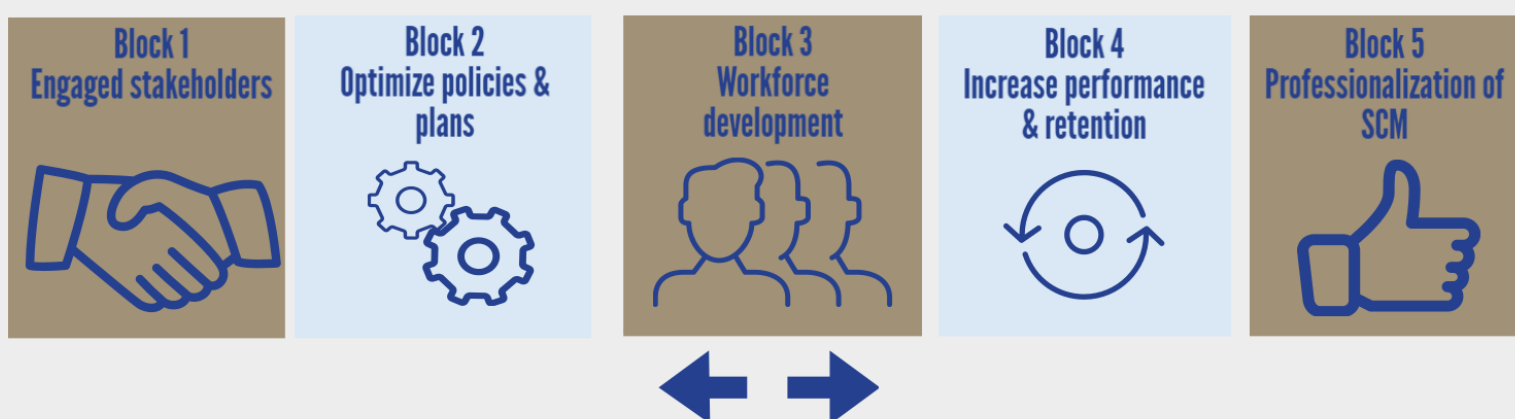 Block 1
Engaged stakeholders
Block 2
Optimize policies &
plans
Block 3
Workforce
development
Block 4
Increase performance
& retention
Block 5
Professionalization of
SCM